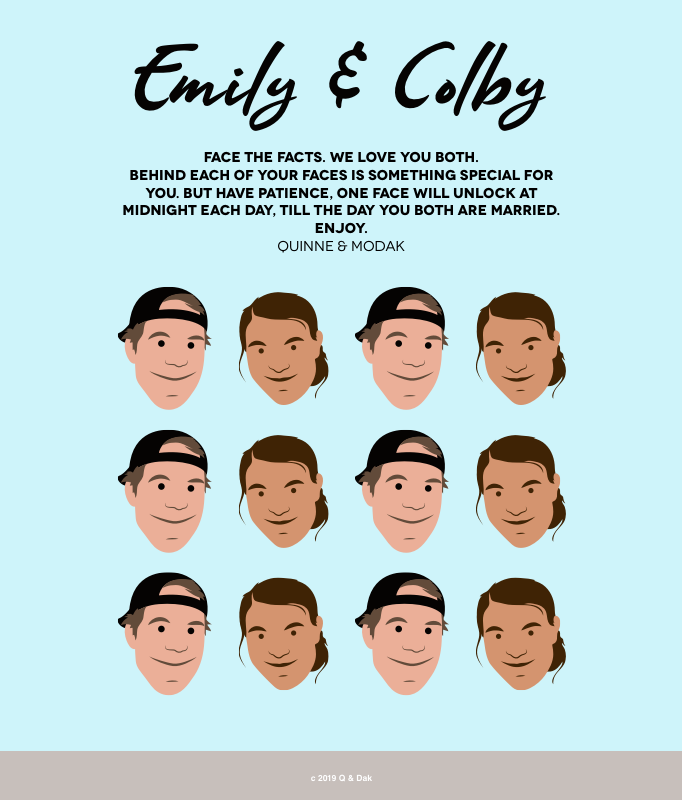 Emily & Colby
FACE THE FACTS. WE LOVE YOU BOTH.
BEHIND EACH OF YOUR FACES IS SOMETHING SPECIAL FOR
YOU. BUT HAVE PATIENCE, ONE FACE WILL UNLOCK AT
MIDNIGHT EACH DAY, TILL THE DAY YOU BOTH ARE MARRIED.
ENJOY.
QUINNE & MODAK
c 2019 Q & Dak